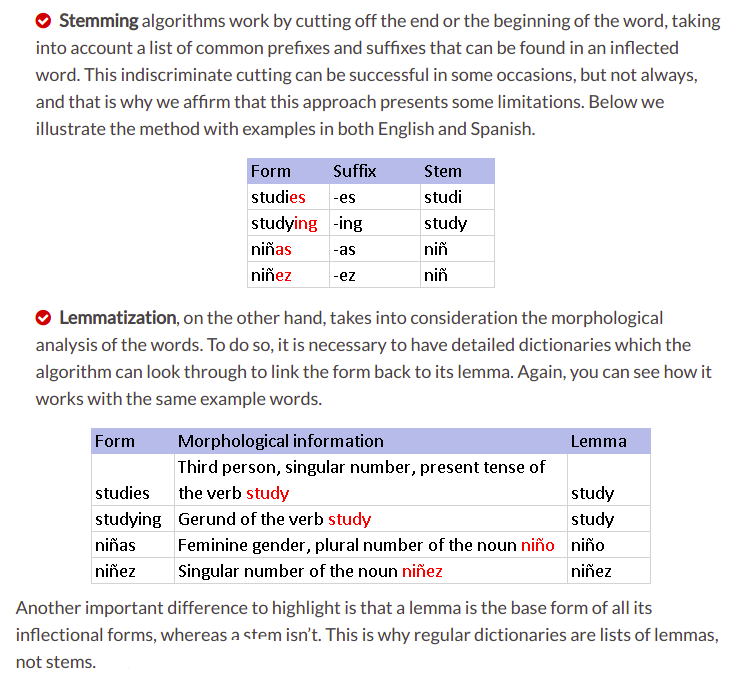 Stemming algorithms work by cutting off the end or the beginning of the word, taking
into account a list of common prefixes and suffixes that can be found in an inflected
word. This indiscriminate cutting can be successful in some occasions, but not always,
and that is why we affirm that this approach presents some limitations. Below we
illustrate the method with examples in both English and Spanish.
Form Suffix Stem
studies -es studi
studying -ing study
niñas -as niñ
niñez -ez niñ
Lemmatization, on the other hand, takes into consideration the morphological
analysis of the words. To do so, it is necessary to have detailed dictionaries which the
algorithm can look through to link the form back to its lemma. Again, you can see how it
works with the same example words.
Form Morphological information Lemma
Third person, singular number, present tense of
studies the verb study study
studying Gerund of the verb study study
niñas Feminine gender, plural number of the noun niño niño
niñez Singular number of the noun niñez niñez
Another important difference to highlight is that a lemma is the base form of all its
inflectional forms, whereas a stem isn't. This is why regular dictionaries are lists of lemmas,
not stems.